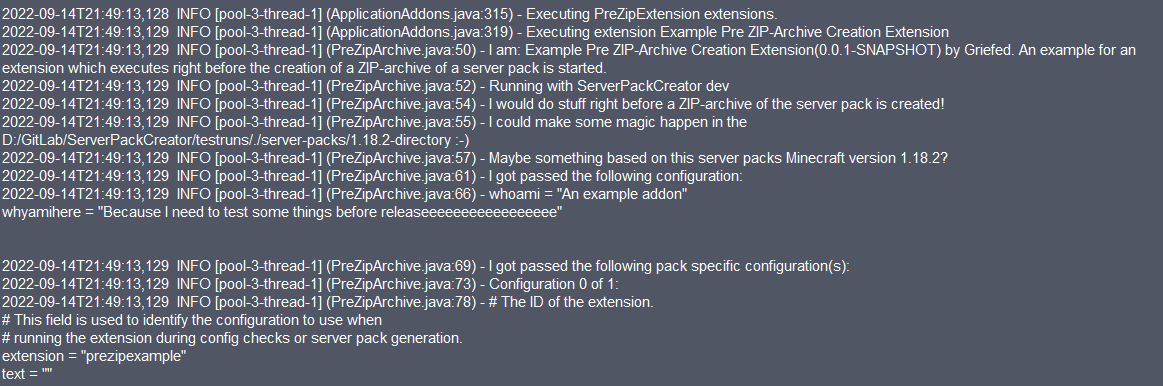 2022-09-14T21:49:13,128  INFO [pool-3-thread-1] (ApplicationAddons.java:315) - Executing PreZipExtension extensions.
2022-09-14T21:49:13,129  INFO [pool-3-thread-1] (ApplicationAddons.java:319) - Executing extension Example Pre ZIP-Archive Creation Extension
2022-09-14T21:49:13,129  INFO [pool-3-thread-1] (PreZipArchive.java:50) - I am: Example Pre ZIP-Archive Creation Extension(0.0.1-SNAPSHOT) by Griefed. An example for an
extension which executes right before the creation of a ZIP-archive of a server pack is started.
2022-09-14T21:49:13,129  INFO [pool-3-thread-1] (PreZipArchive.java:52) - Running with ServerPackCreator dev
2022-09-14T21:49:13,129  INFO [pool-3-thread-1] (PreZipArchive.java:54) - I would do stuff right before a ZIP-archive of the server pack is created!
2022-09-14T21:49:13,129  INFO [pool-3-thread-1] (PreZipArchive.java:55) - I could make some magic happen in the
D:/GitLab/ServerPackCreator/testruns/./server-packs/1.18.2-directory :-)
2022-09-14T21:49:13,129  INFO [pool-3-thread-1] (PreZipArchive.java:57) - Maybe something based on this server packs Minecraft version 1.18.2?
2022-09-14T21:49:13,129  INFO [pool-3-thread-1] (PreZipArchive.java:61) - I got passed the following configuration:
2022-09-14T21:49:13,129  INFO [pool-3-thread-1] (PreZipArchive.java:66) - whoami = "An example addon"
whyamihere = "Because I need to test some things before releaseeeeeeeeeeeeeeeeee"
2022-09-14T21:49:13,129  INFO [pool-3-thread-1] (PreZipArchive.java:69) - I got passed the following pack specific configuration(s):
2022-09-14T21:49:13,129  INFO [pool-3-thread-1] (PreZipArchive.java:73) - Configuration 0 of 1:
2022-09-14T21:49:13,129  INFO [pool-3-thread-1] (PreZipArchive.java:78) - # The ID of the extension.
# This field is used to identify the configuration to use when
# running the extension during config checks or server pack generation.
extension = "prezipexample"
text = ""